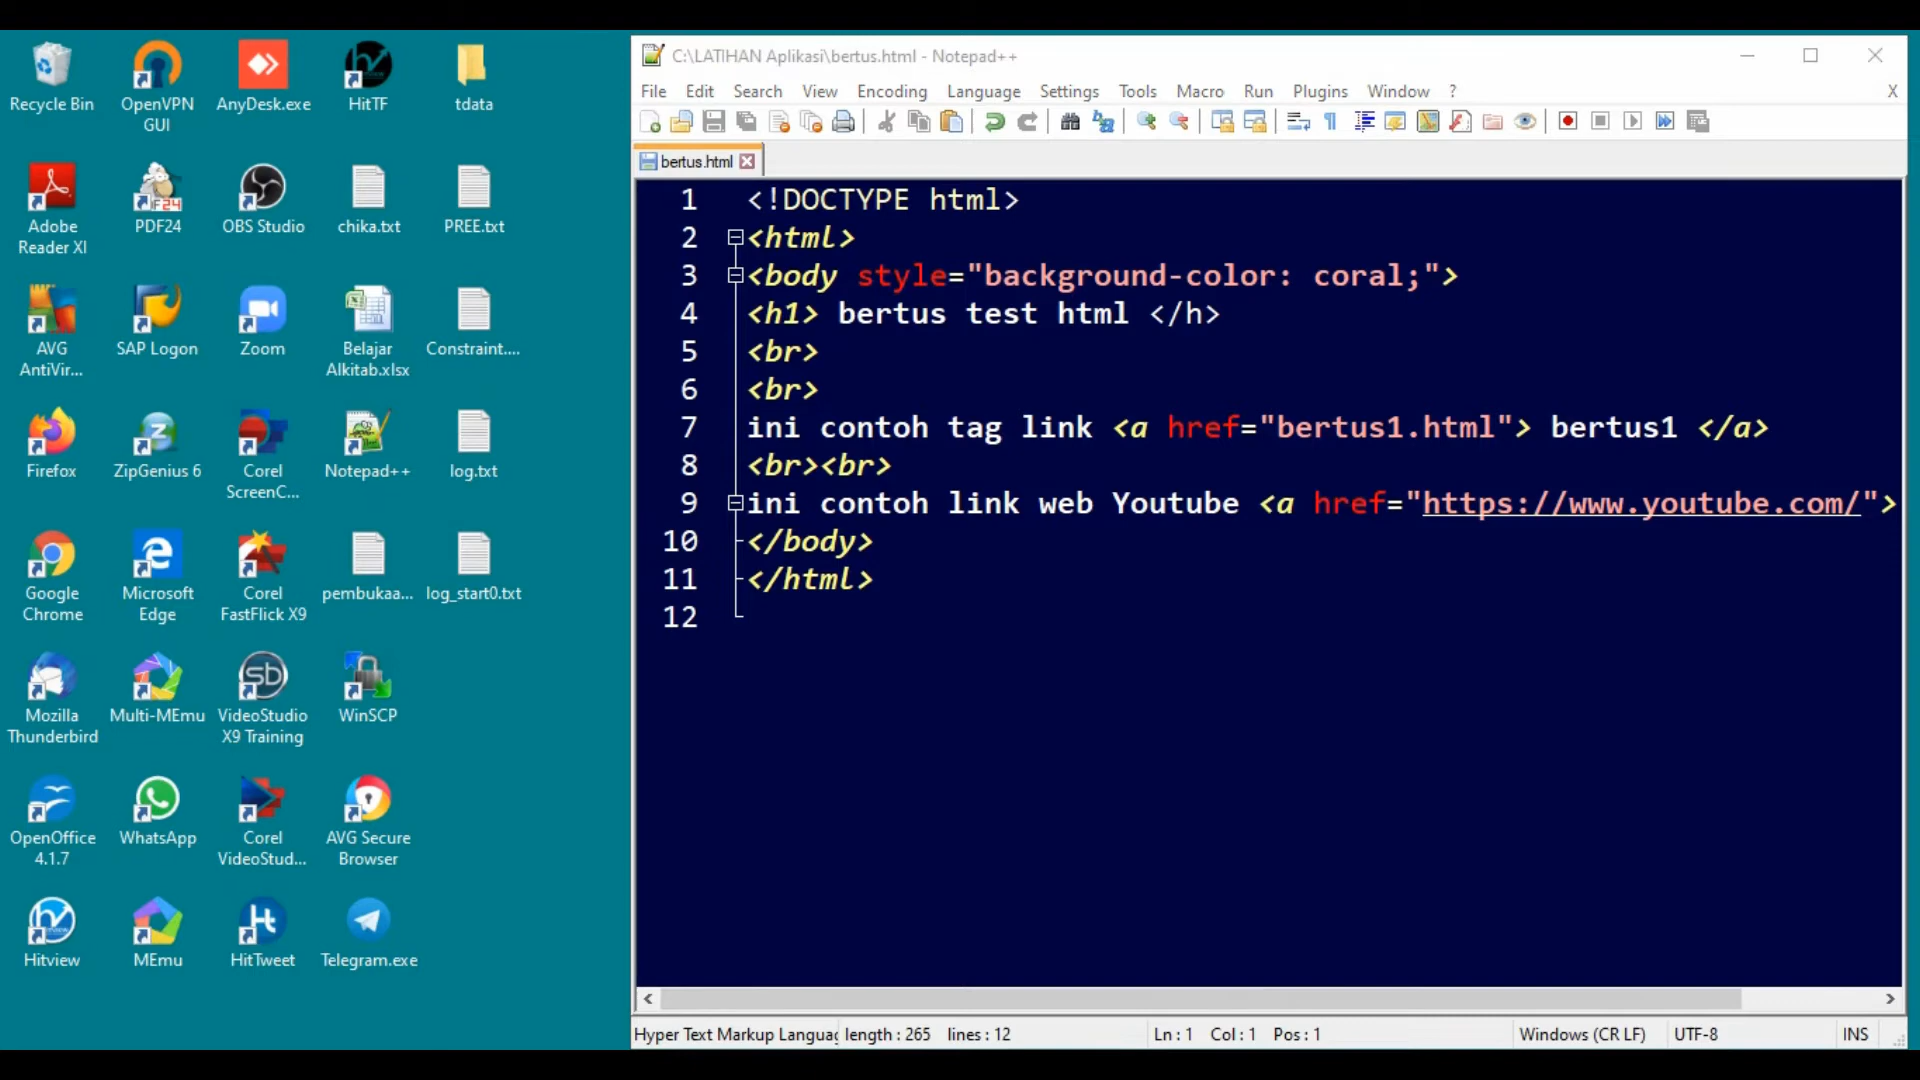 Recycle Bin
OpenVPN GUI
AnyDesk.exe
HitTF
tdata
Adobe Reader XI
PDF24
OBS Studio
chika.txt
PREE.txt
AVG AntiVir...
SAP Logon
Zoom
Belajar Alkitab.xlsx
Constraint....
Firefox
ZipGenius 6
Corel ScreenC...
Notepad++
log.txt
Google Chrome
Microsoft Edge
Corel FastFlick X9
pembukaa...
log_start0.txt
Mozilla Thunderbird
Multi-MEmu
VideoStudio X9 Training
WinSCP
OpenOffice 4.1.7
WhatsApp
Corel VideoStud...
AVG Secure Browser
Hitview
MEmu
HitTweet
Telegram.exe
C:\LATIHAN Aplikasi\bertus.html - Notepad++
File Edit Search View Encoding Language Settings Tools Macro Run Plugins Window ? X
bertus.html
1 <!DOCTYPE html>
2 <html>
3 <body style="background-color: coral;">
4 <h1> bertus test html </h>
5 <br>
6 <br>
7 ini contoh tag link <a href="bertus1.html"> bertus1 </a>
8 <br><br>
9 ini contoh link web Youtube <a href="https://www.youtube.com/">
10 </body>
11 </html>
12
Hyper Text Markup Languag length : 265 lines : 12 Ln : 1 Col : 1 Pos : 1 Windows (CR LF) UTF-8 INS